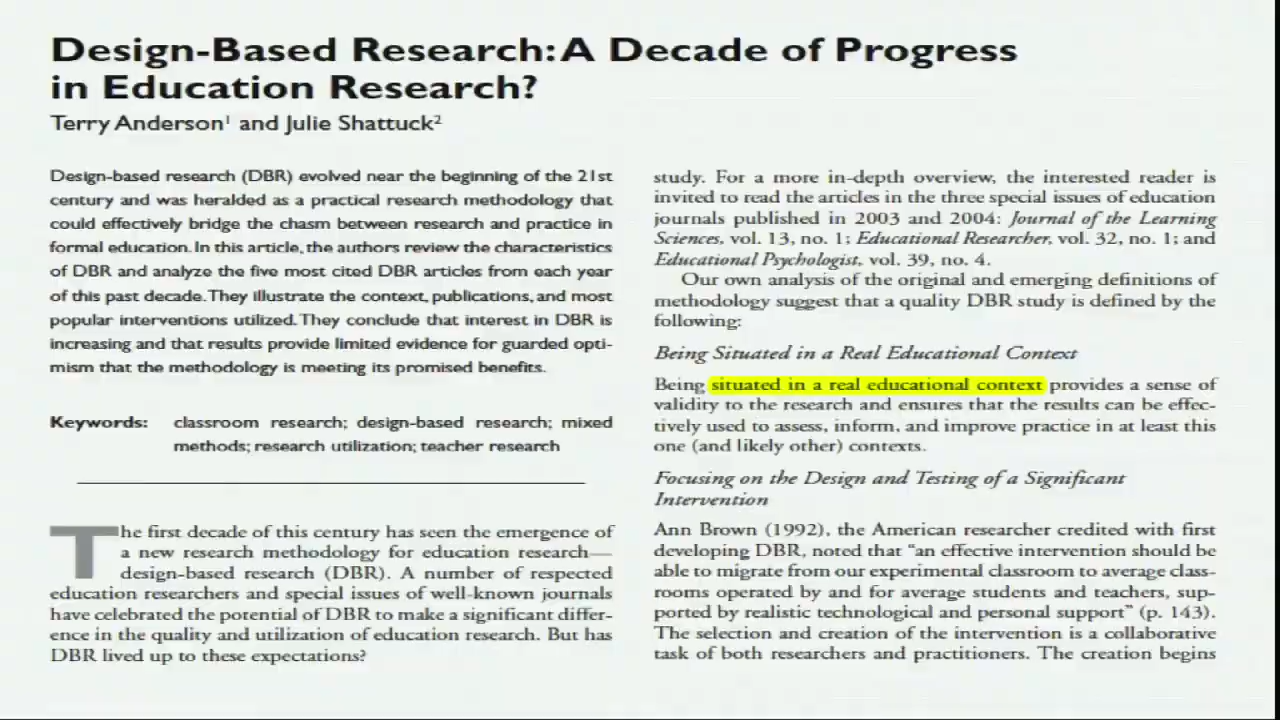 Design-Based Research: A Decade of Progress
in Education Research?
Terry Anderson¹ and Julie Shattuck²
Design-based research (DBR) evolved near the beginning of the 21st
century and was heralded as a practical research methodology that
could effectively bridge the chasm between research and practice in
formal education. In this article, the authors review the characteristics
of DBR and analyze the five most cited DBR articles from each year
of this past decade. They illustrate the context, publications, and most
popular interventions utilized. They conclude that interest in DBR is
increasing and that results provide limited evidence for guarded opti-
mism that the methodology is meeting its promised benefits.
Keywords: classroom research; design-based research; mixed
methods; research utilization; teacher research
The first decade of this century has seen the emergence of
a new research methodology for education research—
design-based research (DBR). A number of respected
education researchers and special issues of well-known journals
have celebrated the potential of DBR to make a significant differ-
ence in the quality and utilization of education research. But has
DBR lived up to these expectations?
study. For a more in-depth overview, the interested reader is
invited to read the articles in the three special issues of education
journals published in 2003 and 2004: Journal of the Learning
Sciences, vol. 13, no. 1; Educational Researcher, vol. 32, no. 1; and
Educational Psychologist, vol. 39, no. 4.
Our own analysis of the original and emerging definitions of
methodology suggest that a quality DBR study is defined by the
following:
Being Situated in a Real Educational Context
Being situated in a real educational context provides a sense of
validity to the research and ensures that the results can be effec-
tively used to assess, inform, and improve practice in at least this
one (and likely other) contexts.
Focusing on the Design and Testing of a Significant
Intervention
Ann Brown (1992), the American researcher credited with first
developing DBR, noted that “an effective intervention should be
able to migrate from our experimental classroom to average class-
rooms operated by and for average students and teachers, sup-
ported by realistic technological and personal support” (p. 143).
The selection and creation of the intervention is a collaborative
task of both researchers and practitioners. The creation begins